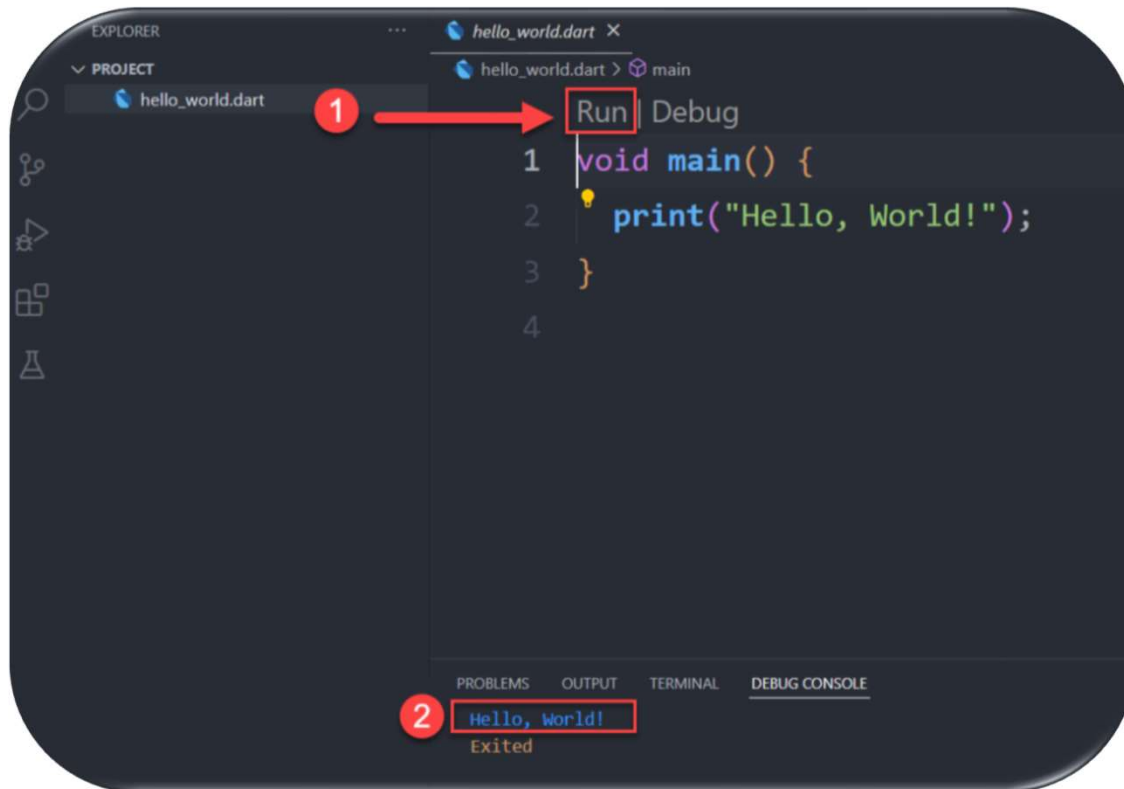 EXPLORER ...
PROJECT
hello_world.dart
hello_world.dart ×
hello_world.dart > main
1
Run | Debug
1 void main() {
2 print("Hello, World!");
3 }
4
PROBLEMS OUTPUT TERMINAL DEBUG CONSOLE
2 Hello, World!
Exited